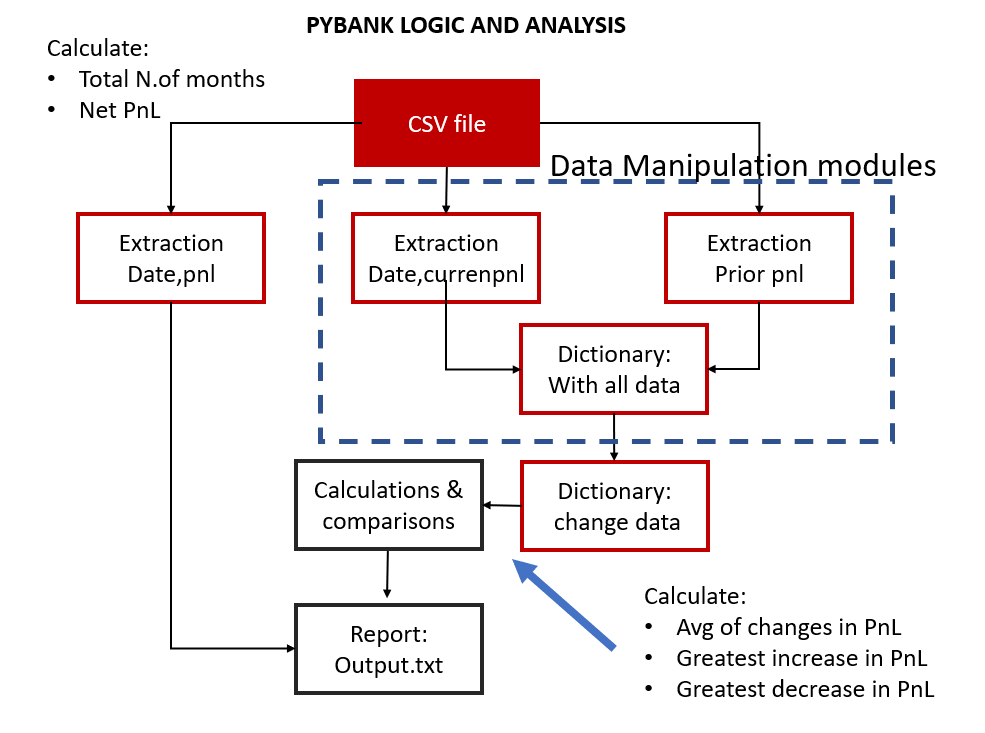 PYBANK LOGIC AND ANALYSIS
Calculate:
• Total N.of months
• Net PnL
CSV file
Data Manipulation modules
Extraction
Date,pnl
Extraction
Date,currenpnl
Extraction
Prior pnl
Dictionary:
With all data
Calculations &
comparisons
Dictionary:
change data
Report:
Output.txt
Calculate:
• Avg of changes in PnL
• Greatest increase in PnL
• Greatest decrease in PnL